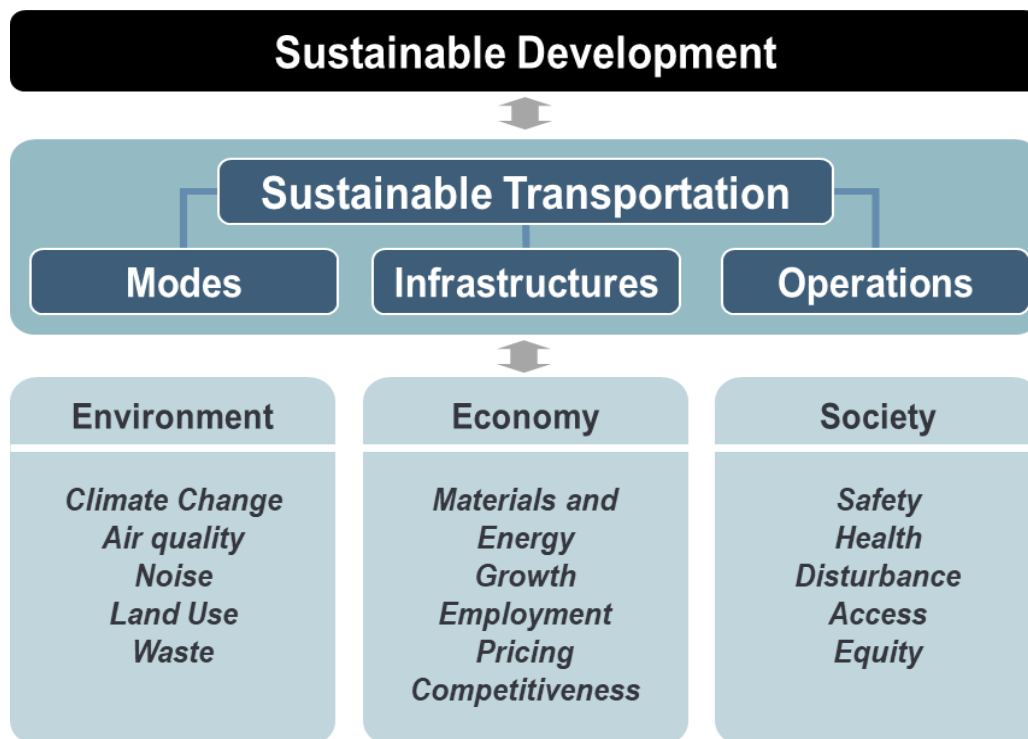 Sustainable Development
Sustainable Transportation
Modes
Infrastructures
Operations
Environment
Climate Change
Air quality
Noise
Land Use
Waste
Economy
Materials and
Energy
Growth
Employment
Pricing
Competitiveness
Society
Safety
Health
Disturbance
Access
Equity